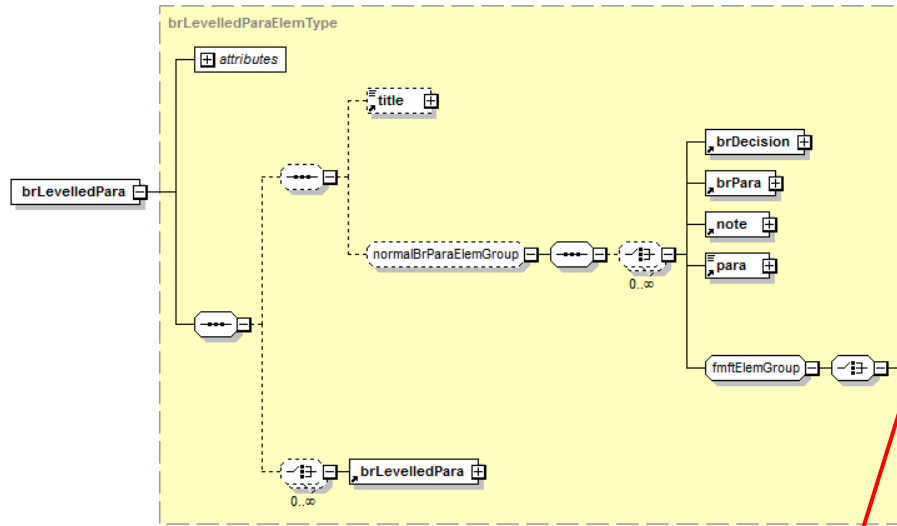 brLevelledParaElemType
attributes
title
brDecision
brPara
brLevelledPara
note
normalBrParaElemGroup
para
0..∞
fmftElemGroup
brLevelledPara
0..∞